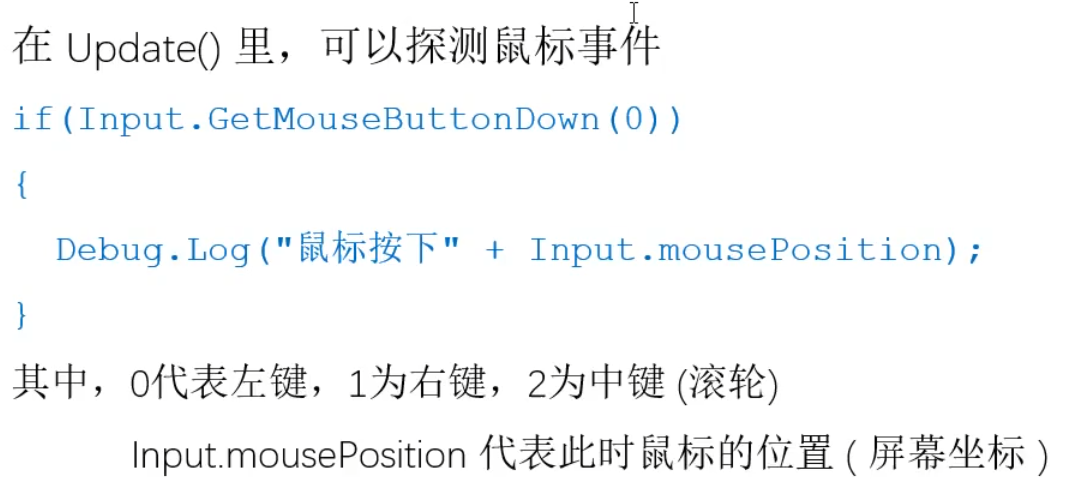 在 Update() 里，可以探测鼠标事件
if(Input.GetMouseButtonDown(0))
{
Debug.Log("鼠标按下" + Input.mousePosition);
}
其中，0代表左键，1为右键，2为中键 (滚轮)
Input.mousePosition 代表此时鼠标的位置 ( 屏幕坐标 )